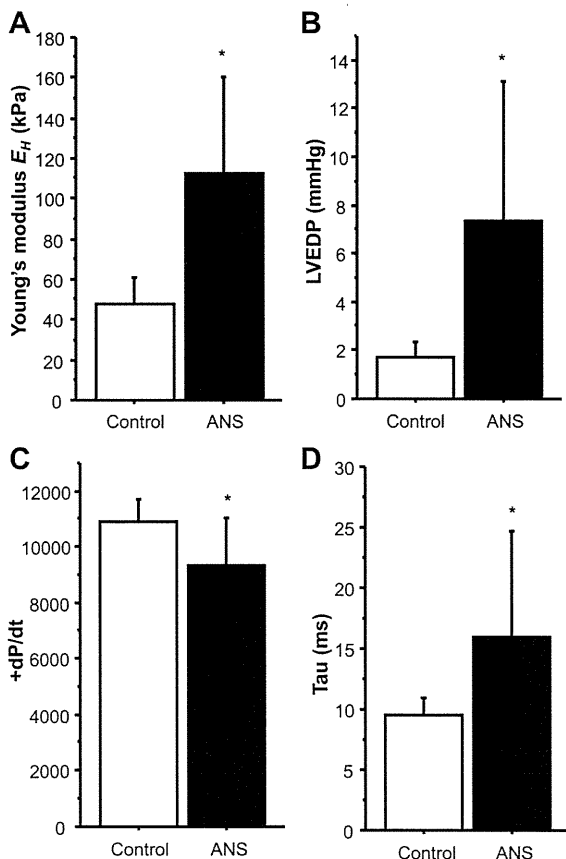 A
Young's modulus E_H (kPa)
180
160
140
120
100
80
60
40
20
0
*
Control
ANS
B
LVEDP (mmHg)
14
12
10
8
6
4
2
0
*
Control
ANS
C
+dP/dt
12000
10000
8000
6000
4000
2000
0
*
Control
ANS
D
Tau (ms)
30
25
20
15
10
5
0
*
Control
ANS